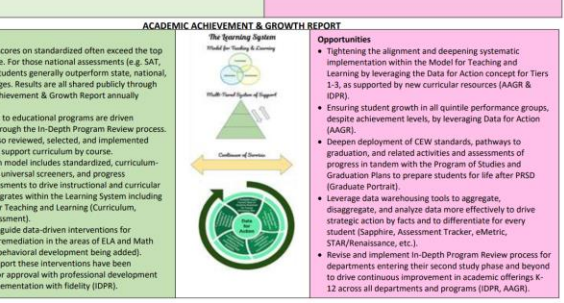 ACADEMIC ACHIEVEMENT & GROWTH REPORT
cores on standardized often exceed the top
e. For those national assessments (e.g. SAT,
tudents generally outperform state, national,
ges. Results are all shared publicly through
hievement & Growth Report annually
to educational programs are driven
rough the In-Depth Program Review process.
so reviewed, selected, and implemented
support curriculum by course.
n model includes standardized, curriculum-
universal screeners, and progress
ssments to drive instructional and curricular
grates within the Learning System including
r Teaching and Learning (Curriculum,
ssment).
guide data-driven interventions for
remediation in the areas of ELA and Math
behavioral development being added).
port these interventions have been
or approval with professional development
ementation with fidelity (IDPR).
The Learning System
Model for Teaching & Learning
Multi-Tiered System of Support
Continuum of Services
Data
for
Action
Opportunities
• Tightening the alignment and deepening systematic
implementation within the Model for Teaching and
Learning by leveraging the Data for Action concept for Tiers
1-3, as supported by new curricular resources (AAGR &
IDPR).
• Ensuring student growth in all quintile performance groups,
despite achievement levels, by leveraging Data for Action
(AAGR).
• Deepen deployment of CEW standards, pathways to
graduation, and related activities and assessments of
progress in tandem with the Program of Studies and
Graduation Plans to prepare students for life after PRSD
(Graduate Portrait).
• Leverage data warehousing tools to aggregate,
disaggregate, and analyze data more effectively to drive
strategic action by facts and to differentiate for every
student (Sapphire, Assessment Tracker, eMetric,
STAR/Renaissance, etc.).
• Revise and implement In-Depth Program Review process for
departments entering their second study phase and beyond
to drive continuous improvement in academic offerings K-
12 across all departments and programs (IDPR, AAGR).